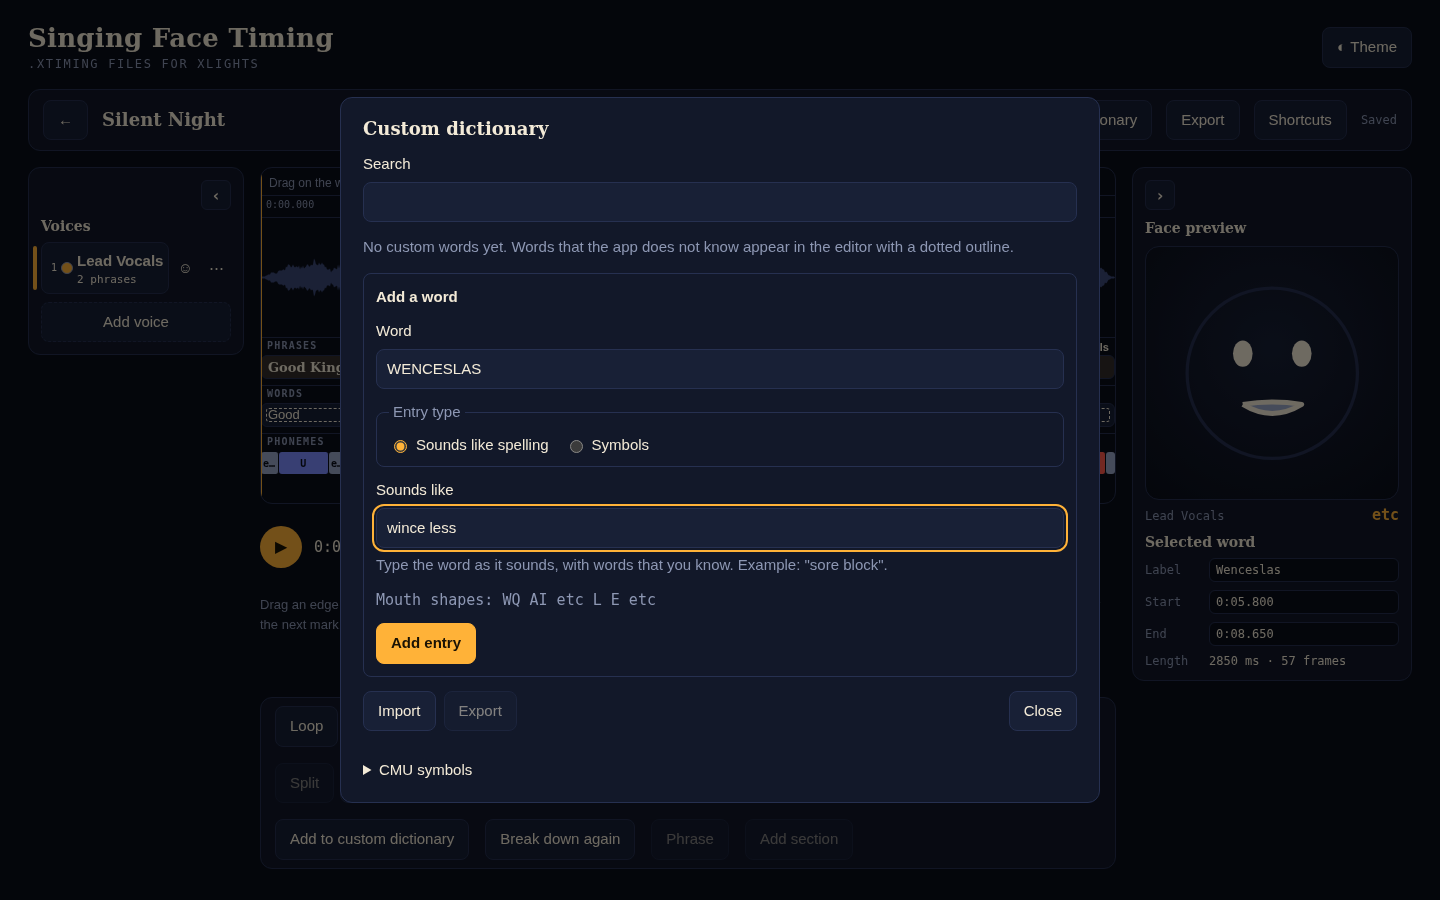 Singing Face Timing
.XTIMING FILES FOR XLIGHTS
Theme
←
Silent Night
onary
Export
Shortcuts
Saved
‹
Voices
1
Lead Vocals
2 phrases
☺
⋯
Add voice
Drag on the w
0:00.000
PHRASES
Good King
ls
WORDS
Good
PHONEMES
e…
U
e…
0:0
Drag an edge
the next mark
Loop
Split
Add to custom dictionary
Break down again
Phrase
Add section
Custom dictionary
Search
No custom words yet. Words that the app does not know appear in the editor with a dotted outline.
Add a word
Word
WENCESLAS
Entry type
Sounds like spelling
Symbols
Sounds like
wince less
Type the word as it sounds, with words that you know. Example: "sore block".
Mouth shapes: WQ AI etc L E etc
Add entry
Import
Export
Close
CMU symbols
›
Face preview
Lead Vocals
etc
Selected word
Label
Wenceslas
Start
0:05.800
End
0:08.650
Length
2850 ms · 57 frames